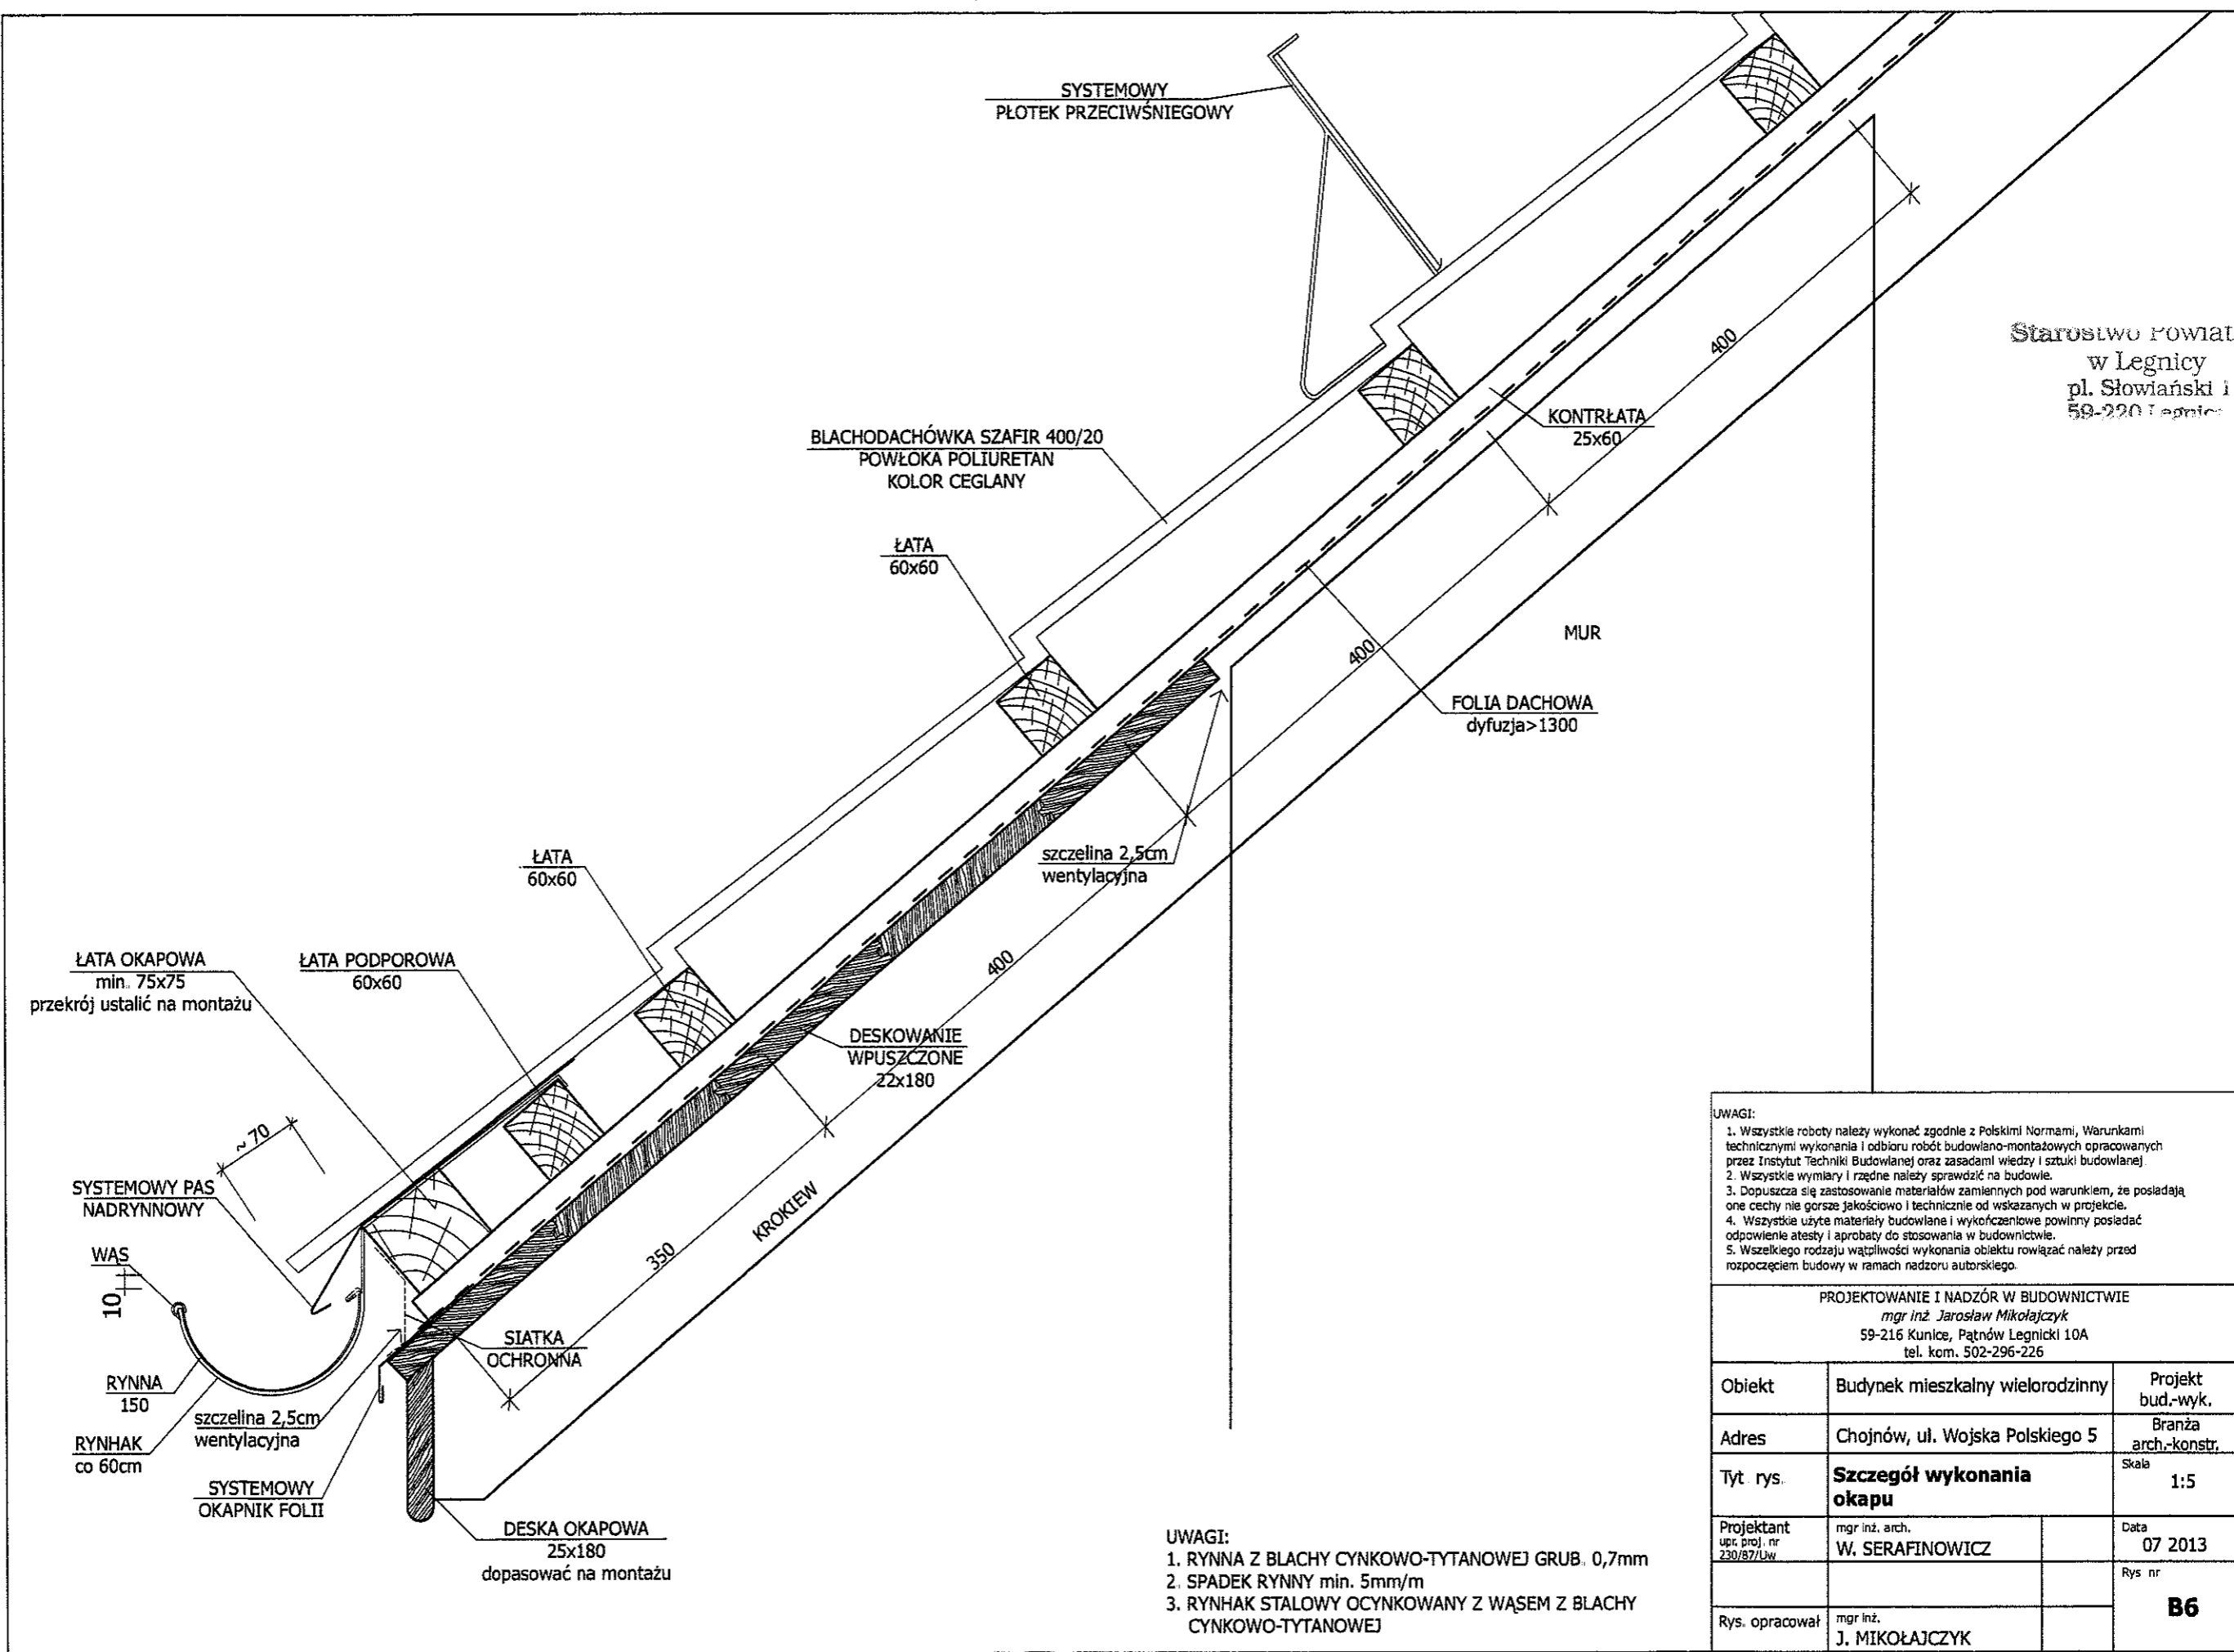 SYSTEMOWY
PŁOTEK PRZECIWŚNIEGOWY
w Legnicy
pl. Słowiański 1
59-220
400
KONTRŁATA
25x60
BLACHODACHÓWKA SZAFIR 400/20
POWŁOKA POLIURETAN
KOLOR CEGLANY
ŁATA
60x60
MUR
400
FOLIA DACHOWA
dyfuzja>1300
szczelina 2,5cm
wentylacyjna
ŁATA
60x60
400
ŁATA OKAPOWA
min. 75x75
przekrój ustalić na montażu
ŁATA PODPOROWA
60x60
DESKOWANIE
WPUSZCZONE
22x180
~ 70
SYSTEMOWY PAS
NADRYNNOWY
KROKIEW
350
WĄS
10
SIATKA
OCHRONNA
RYNNA
150
szczelina 2,5cm
wentylacyjna
RYNHAK
co 60cm
SYSTEMOWY
OKAPNIK FOLII
DESKA OKAPOWA
25x180
dopasować na montażu
UWAGI:
1. RYNNA Z BLACHY CYNKOWO-TYTANOWEJ GRUB. 0,7mm
2. SPADEK RYNNY min. 5mm/m
3. RYNHAK STALOWY OCYNKOWANY Z WĄSEM Z BLACHY
CYNKOWO-TYTANOWEJ
UWAGI:
1. Wszystkie roboty należy wykonać zgodnie z Polskimi Normami, Warunkami
technicznymi wykonania i odbioru robót budowlano-montażowych opracowanych
przez Instytut Techniki Budowlanej oraz zasadami wiedzy i sztuki budowlanej.
2. Wszystkie wymiary i rzędne należy sprawdzić na budowie.
3. Dopuszcza się zastosowanie materiałów zamiennych pod warunkiem, że posiadają
one cechy nie gorsze jakościowo i technicznie od wskazanych w projekcie.
4. Wszystkie użyte materiały budowlane i wykończeniowe powinny posiadać
odpowienie atesty i aprobaty do stosowania w budownictwie.
5. Wszelkiego rodzaju wątpliwości wykonania obiektu rowiązać należy przed
rozpoczęciem budowy w ramach nadzoru autorskiego.
PROJEKTOWANIE I NADZÓR W BUDOWNICTWIE
mgr inż. Jarosław Mikołajczyk
59-216 Kunice, Pątnów Legnicki 10A
tel. kom. 502-296-226
Obiekt
Budynek mieszkalny wielorodzinny
Projekt
bud.-wyk.
Adres
Chojnów, ul. Wojska Polskiego 5
Branża
arch.-konstr.
Tyt. rys.
Szczegół wykonania
okapu
Skala
1:5
Projektant
upr. proj. nr
230/87/Uw
mgr inż. arch.
W. SERAFINOWICZ
Data
07 2013
Rys nr
B6
Rys. opracował
mgr inż.
J. MIKOŁAJCZYK